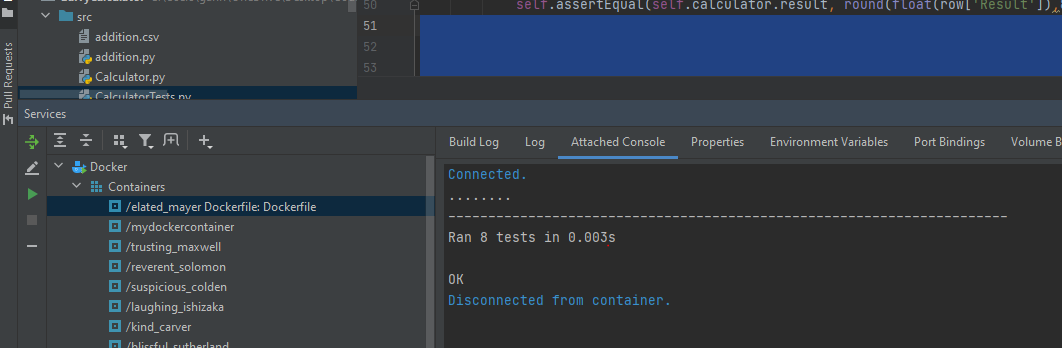 src
addition.csv
addition.py
Calculator.py
CalculatorTests.py
Pull Requests
50 self.assertEqual(self.calculator.result, round(float(row['Result'])
51
52
53
Services
Build Log Log Attached Console Properties Environment Variables Port Bindings Volume B
Docker
Containers
/elated_mayer Dockerfile: Dockerfile
/mydockercontainer
/trusting_maxwell
/reverent_solomon
/suspicious_colden
/laughing_ishizaka
/kind_carver
/blissful_sutherland
Connected.
........
--------------------------------------------------------------------
Ran 8 tests in 0.003s
OK
Disconnected from container.